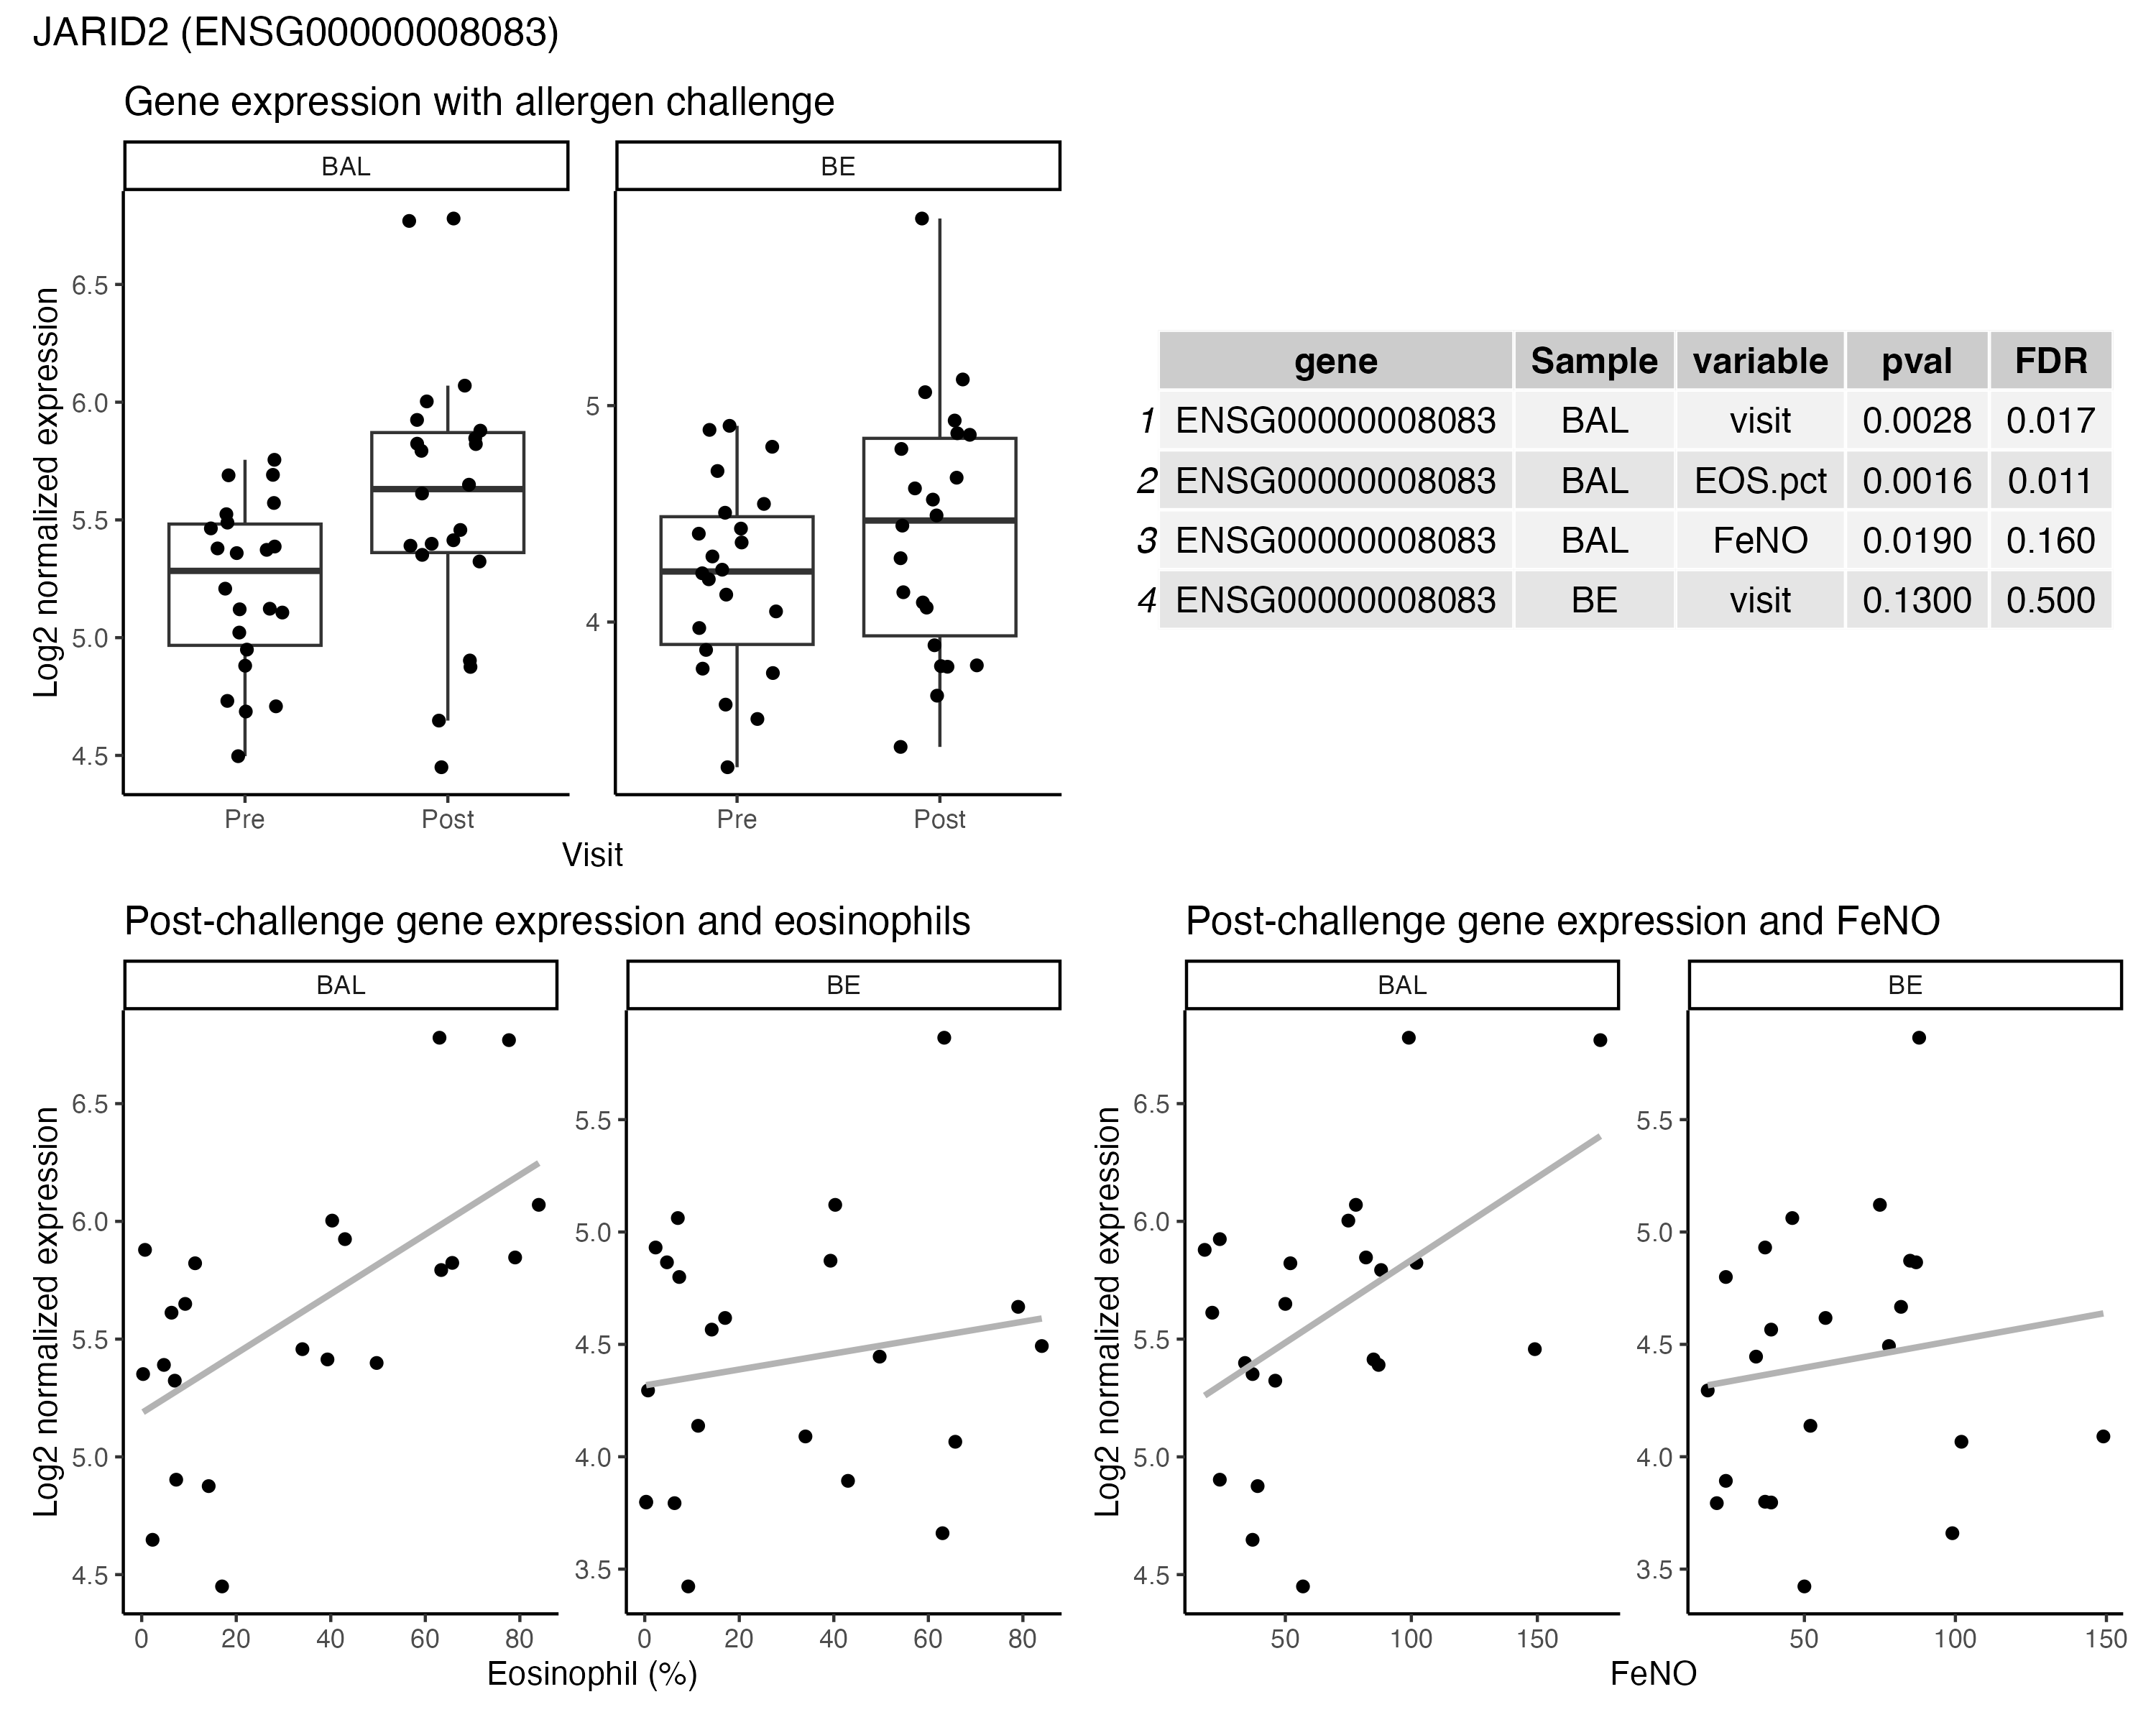 JARID2 (ENSG00000008083)
Gene expression with allergen challenge
BAL
BE
Log2 normalized expression
6.5
6.0
5.5
5.0
4.5
5
4
Pre
Post
Pre
Post
Visit
gene Sample variable pval FDR
1 ENSG00000008083 BAL visit 0.0028 0.017
2 ENSG00000008083 BAL EOS.pct 0.0016 0.011
3 ENSG00000008083 BAL FeNO 0.0190 0.160
4 ENSG00000008083 BE visit 0.1300 0.500
Post-challenge gene expression and eosinophils
BAL
BE
Log2 normalized expression
6.5
6.0
5.5
5.0
4.5
5.5
5.0
4.5
4.0
3.5
0 20 40 60 80
0 20 40 60 80
Eosinophil (%)
Post-challenge gene expression and FeNO
BAL
BE
Log2 normalized expression
6.5
6.0
5.5
5.0
4.5
5.5
5.0
4.5
4.0
3.5
50 100 150
50 100 150
FeNO